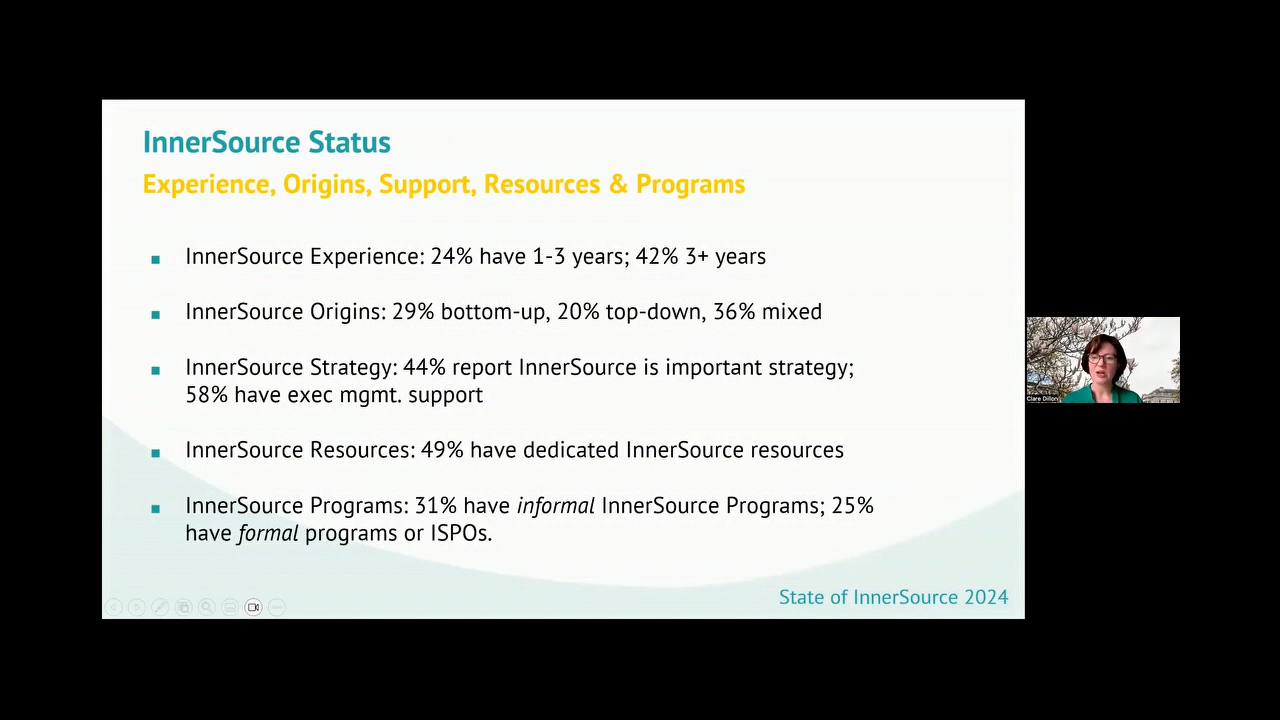 InnerSource Status
Experience, Origins, Support, Resources & Programs
InnerSource Experience: 24% have 1-3 years; 42% 3+ years
InnerSource Origins: 29% bottom-up, 20% top-down, 36% mixed
InnerSource Strategy: 44% report InnerSource is important strategy;
58% have exec mgmt. support
InnerSource Resources: 49% have dedicated InnerSource resources
InnerSource Programs: 31% have informal InnerSource Programs; 25%
have formal programs or ISPOs.
State of InnerSource 2024
Clare Dillon